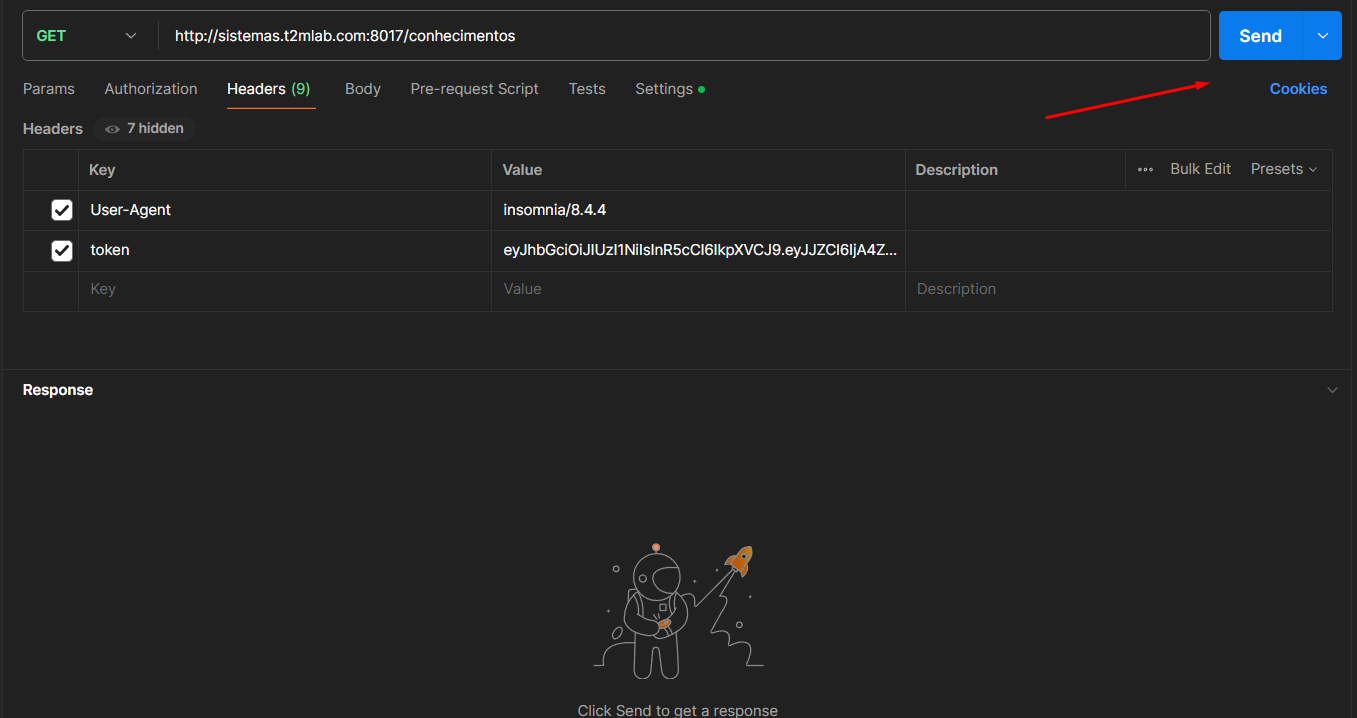 GET http://sistemas.t2mlab.com:8017/conhecimentos Send
Params Authorization Headers (9) Body Pre-request Script Tests Settings Cookies
Headers 7 hidden
Key Value Description Bulk Edit Presets
User-Agent insomnia/8.4.4
token eyJhbGciOiJIUzI1NiIsInR5cCI6IkpXVCJ9.eyJJZCI6IjA4Z...
Key Value Description
Response
Click Send to get a response